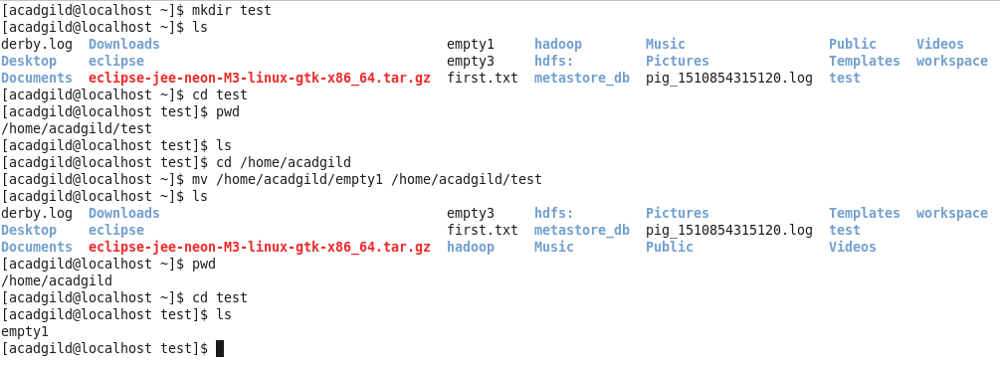 [acadgild@localhost ~]$ mkdir test
[acadgild@localhost ~]$ ls
derby.log  Downloads                                    empty1     hadoop        Music                  Public     Videos
Desktop    eclipse                                      empty3     hdfs:         Pictures               Templates  workspace
Documents  eclipse-jee-neon-M3-linux-gtk-x86_64.tar.gz  first.txt  metastore_db  pig_1510854315120.log  test
[acadgild@localhost ~]$ cd test
[acadgild@localhost test]$ pwd
/home/acadgild/test
[acadgild@localhost test]$ ls
[acadgild@localhost test]$ cd /home/acadgild
[acadgild@localhost ~]$ mv /home/acadgild/empty1 /home/acadgild/test
[acadgild@localhost ~]$ ls
derby.log  Downloads                                    empty3     hdfs:         Pictures               Templates  workspace
Desktop    eclipse                                      first.txt  metastore_db  pig_1510854315120.log  test
Documents  eclipse-jee-neon-M3-linux-gtk-x86_64.tar.gz  hadoop     Music         Public                 Videos
[acadgild@localhost ~]$ pwd
/home/acadgild
[acadgild@localhost ~]$ cd test
[acadgild@localhost test]$ ls
empty1
[acadgild@localhost test]$